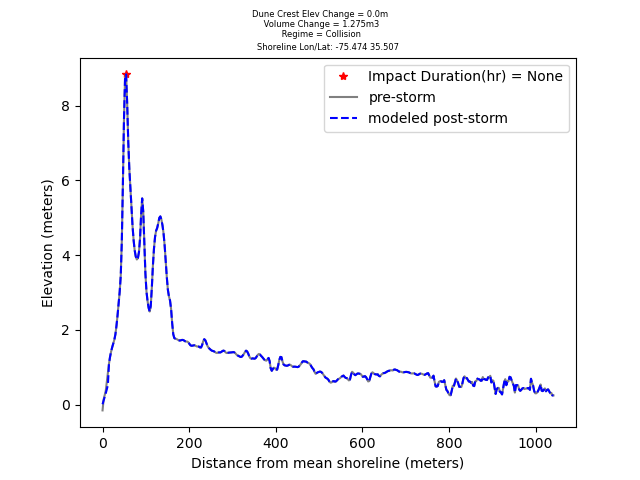 Dune Crest Elev Change = 0.0m
Volume Change = 1.275m3
Regime = Collision
Shoreline Lon/Lat: -75.474 35.507
Impact Duration(hr) = None
pre-storm
modeled post-storm
Elevation (meters)
8
6
4
2
0
0 200 400 600 800 1000
Distance from mean shoreline (meters)